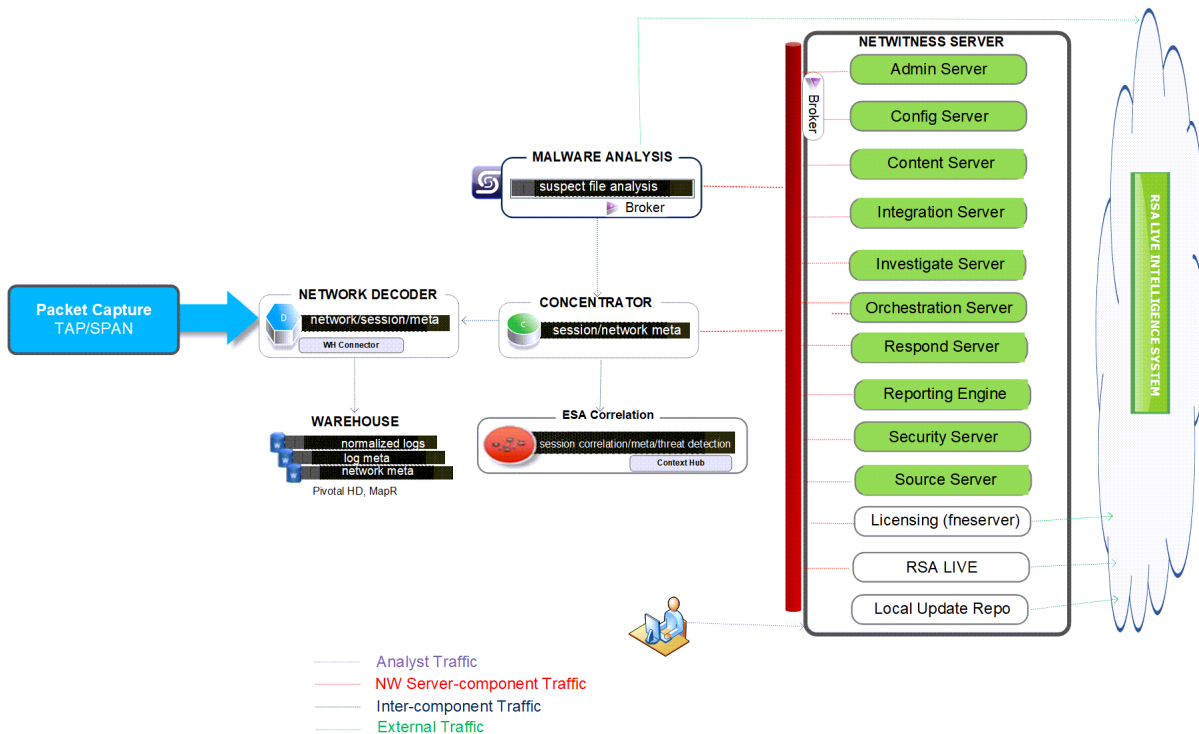 NETWITNESS SERVER
Admin Server
Broker
Config Server
Content Server
Integration Server
Investigate Server
Orchestration Server
Respond Server
Reporting Engine
Security Server
Source Server
Licensing (fneserver)
RSA LIVE
Local Update Repo
RSA LIVE INTELLIGENCE SYSTEM
MALWARE ANALYSIS
suspect file analysis
Broker
Packet Capture
TAP/SPAN
NETWORK DECODER
D
network/session/meta
WH Connector
CONCENTRATOR
C
session/network meta
WAREHOUSE
W
normalized logs
W
log meta
W
network meta
Pivotal HD, MapR
ESA Correlation
session correlation/meta/threat detection
Context Hub
Analyst Traffic
NW Server-component Traffic
Inter-component Traffic
External Traffic